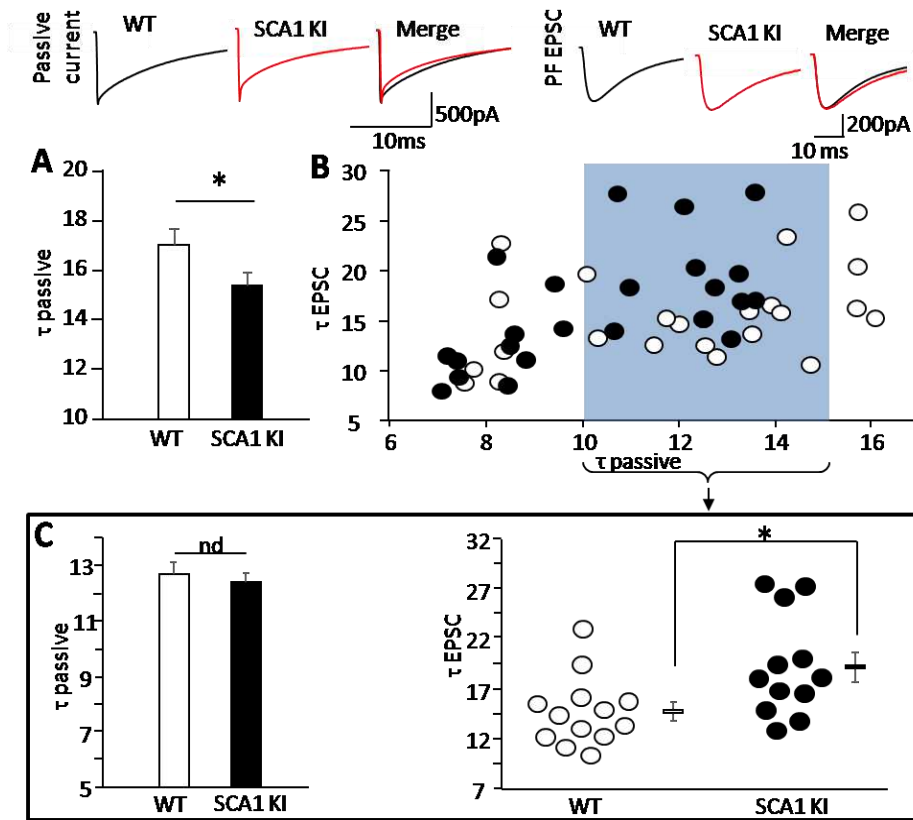 Passive current
WT
SCA1 KI
Merge
500pA
10ms
PF EPSC
WT
SCA1 KI
Merge
200pA
10 ms
A
20
18
16
14
12
10
τ passive
*
WT
SCA1 KI
B
30
25
20
15
10
5
τ EPSC
6
8
10
12
14
16
τ passive
C
13
11
9
7
5
τ passive
nd
WT
SCA1 KI
32
27
22
17
12
7
τ EPSC
*
WT
SCA1 KI